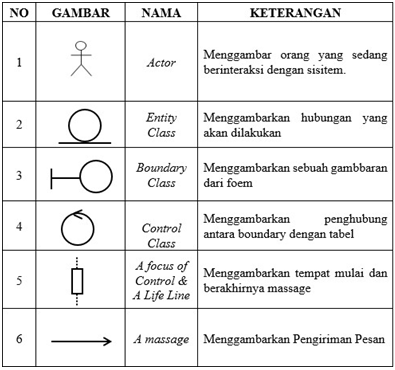 NO GAMBAR NAMA KETERANGAN
1 Actor Menggambar orang yang sedang
berinteraksi dengan sisitem.
2 Entity Class Menggambarkan hubungan yang
akan dilakukan
3 Boundary Class Menggambarkan sebuah gambbaran
dari foem
4 Control Class Menggambarkan penghubung
antara boundary dengan tabel
5 A focus of Control & A Life Line Menggambarkan tempat mulai dan
berakhirnya massage
6 A massage Menggambarkan Pengiriman Pesan